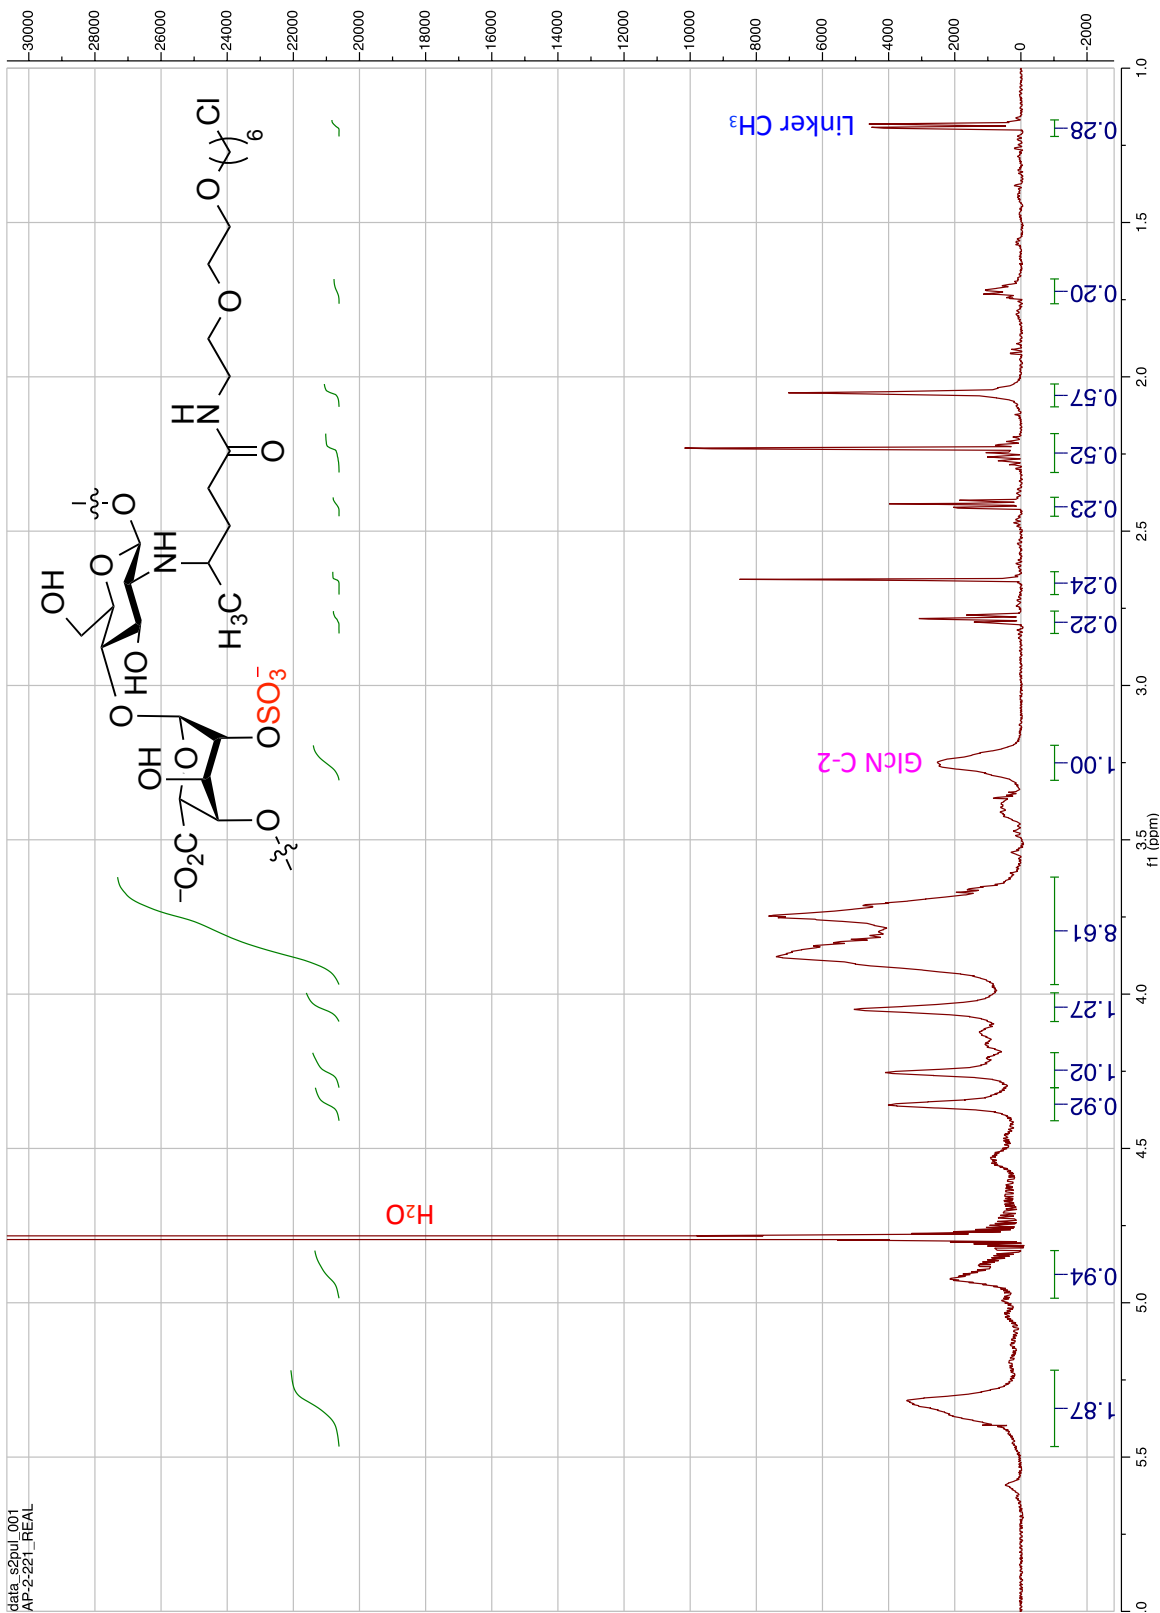 data_s2pul_001
AP-2-221_REAL
30000
28000
26000
24000
22000
20000
18000
16000
14000
12000
10000
8000
6000
4000
2000
0
-2000
OH
O
O
NH
HO
H₃C
O
H
N
O
O
Cl
6
O
OH
O
⁻O₂C
OSO₃⁻
O
H₂O
GlcN C-2
Linker CH₃
1.87
0.94
0.92
1.02
1.27
8.61
1.00
0.22
0.24
0.23
0.52
0.57
0.20
0.28
.0
5.5
5.0
4.5
4.0
3.5
3.0
2.5
2.0
1.5
1.0
f1 (ppm)